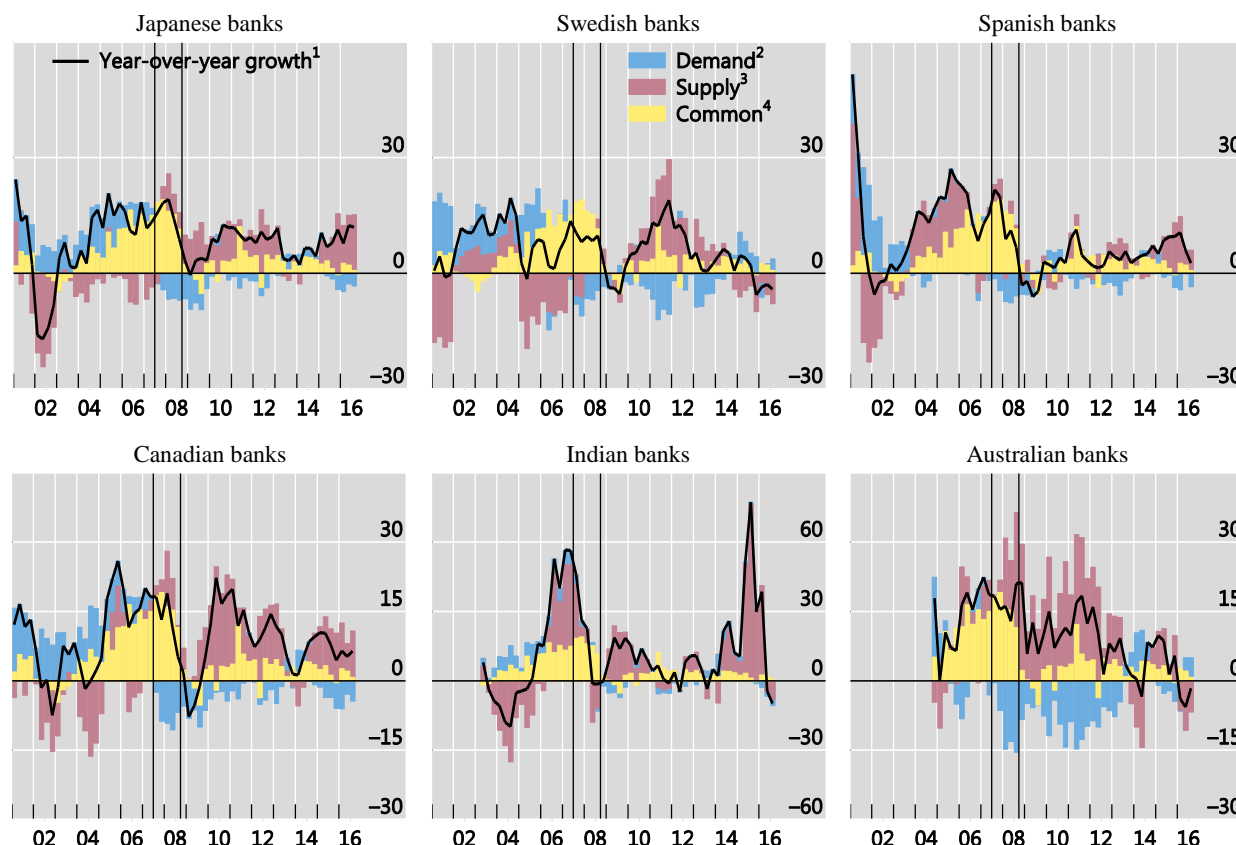 Japanese banks Swedish banks Spanish banks
Year-over-year growth¹ Demand² 
Supply³
Common⁴
30 30 30
0 0 0
–30 –30 –30
02 04 06 08 10 12 14 16 02 04 06 08 10 12 14 16 02 04 06 08 10 12 14 16
Canadian banks Indian banks Australian banks
30 60 30
15 30 15
0 0 0
–15 –30 –15
–30 –60 –30
02 04 06 08 10 12 14 16 02 04 06 08 10 12 14 16 02 04 06 08 10 12 14 16